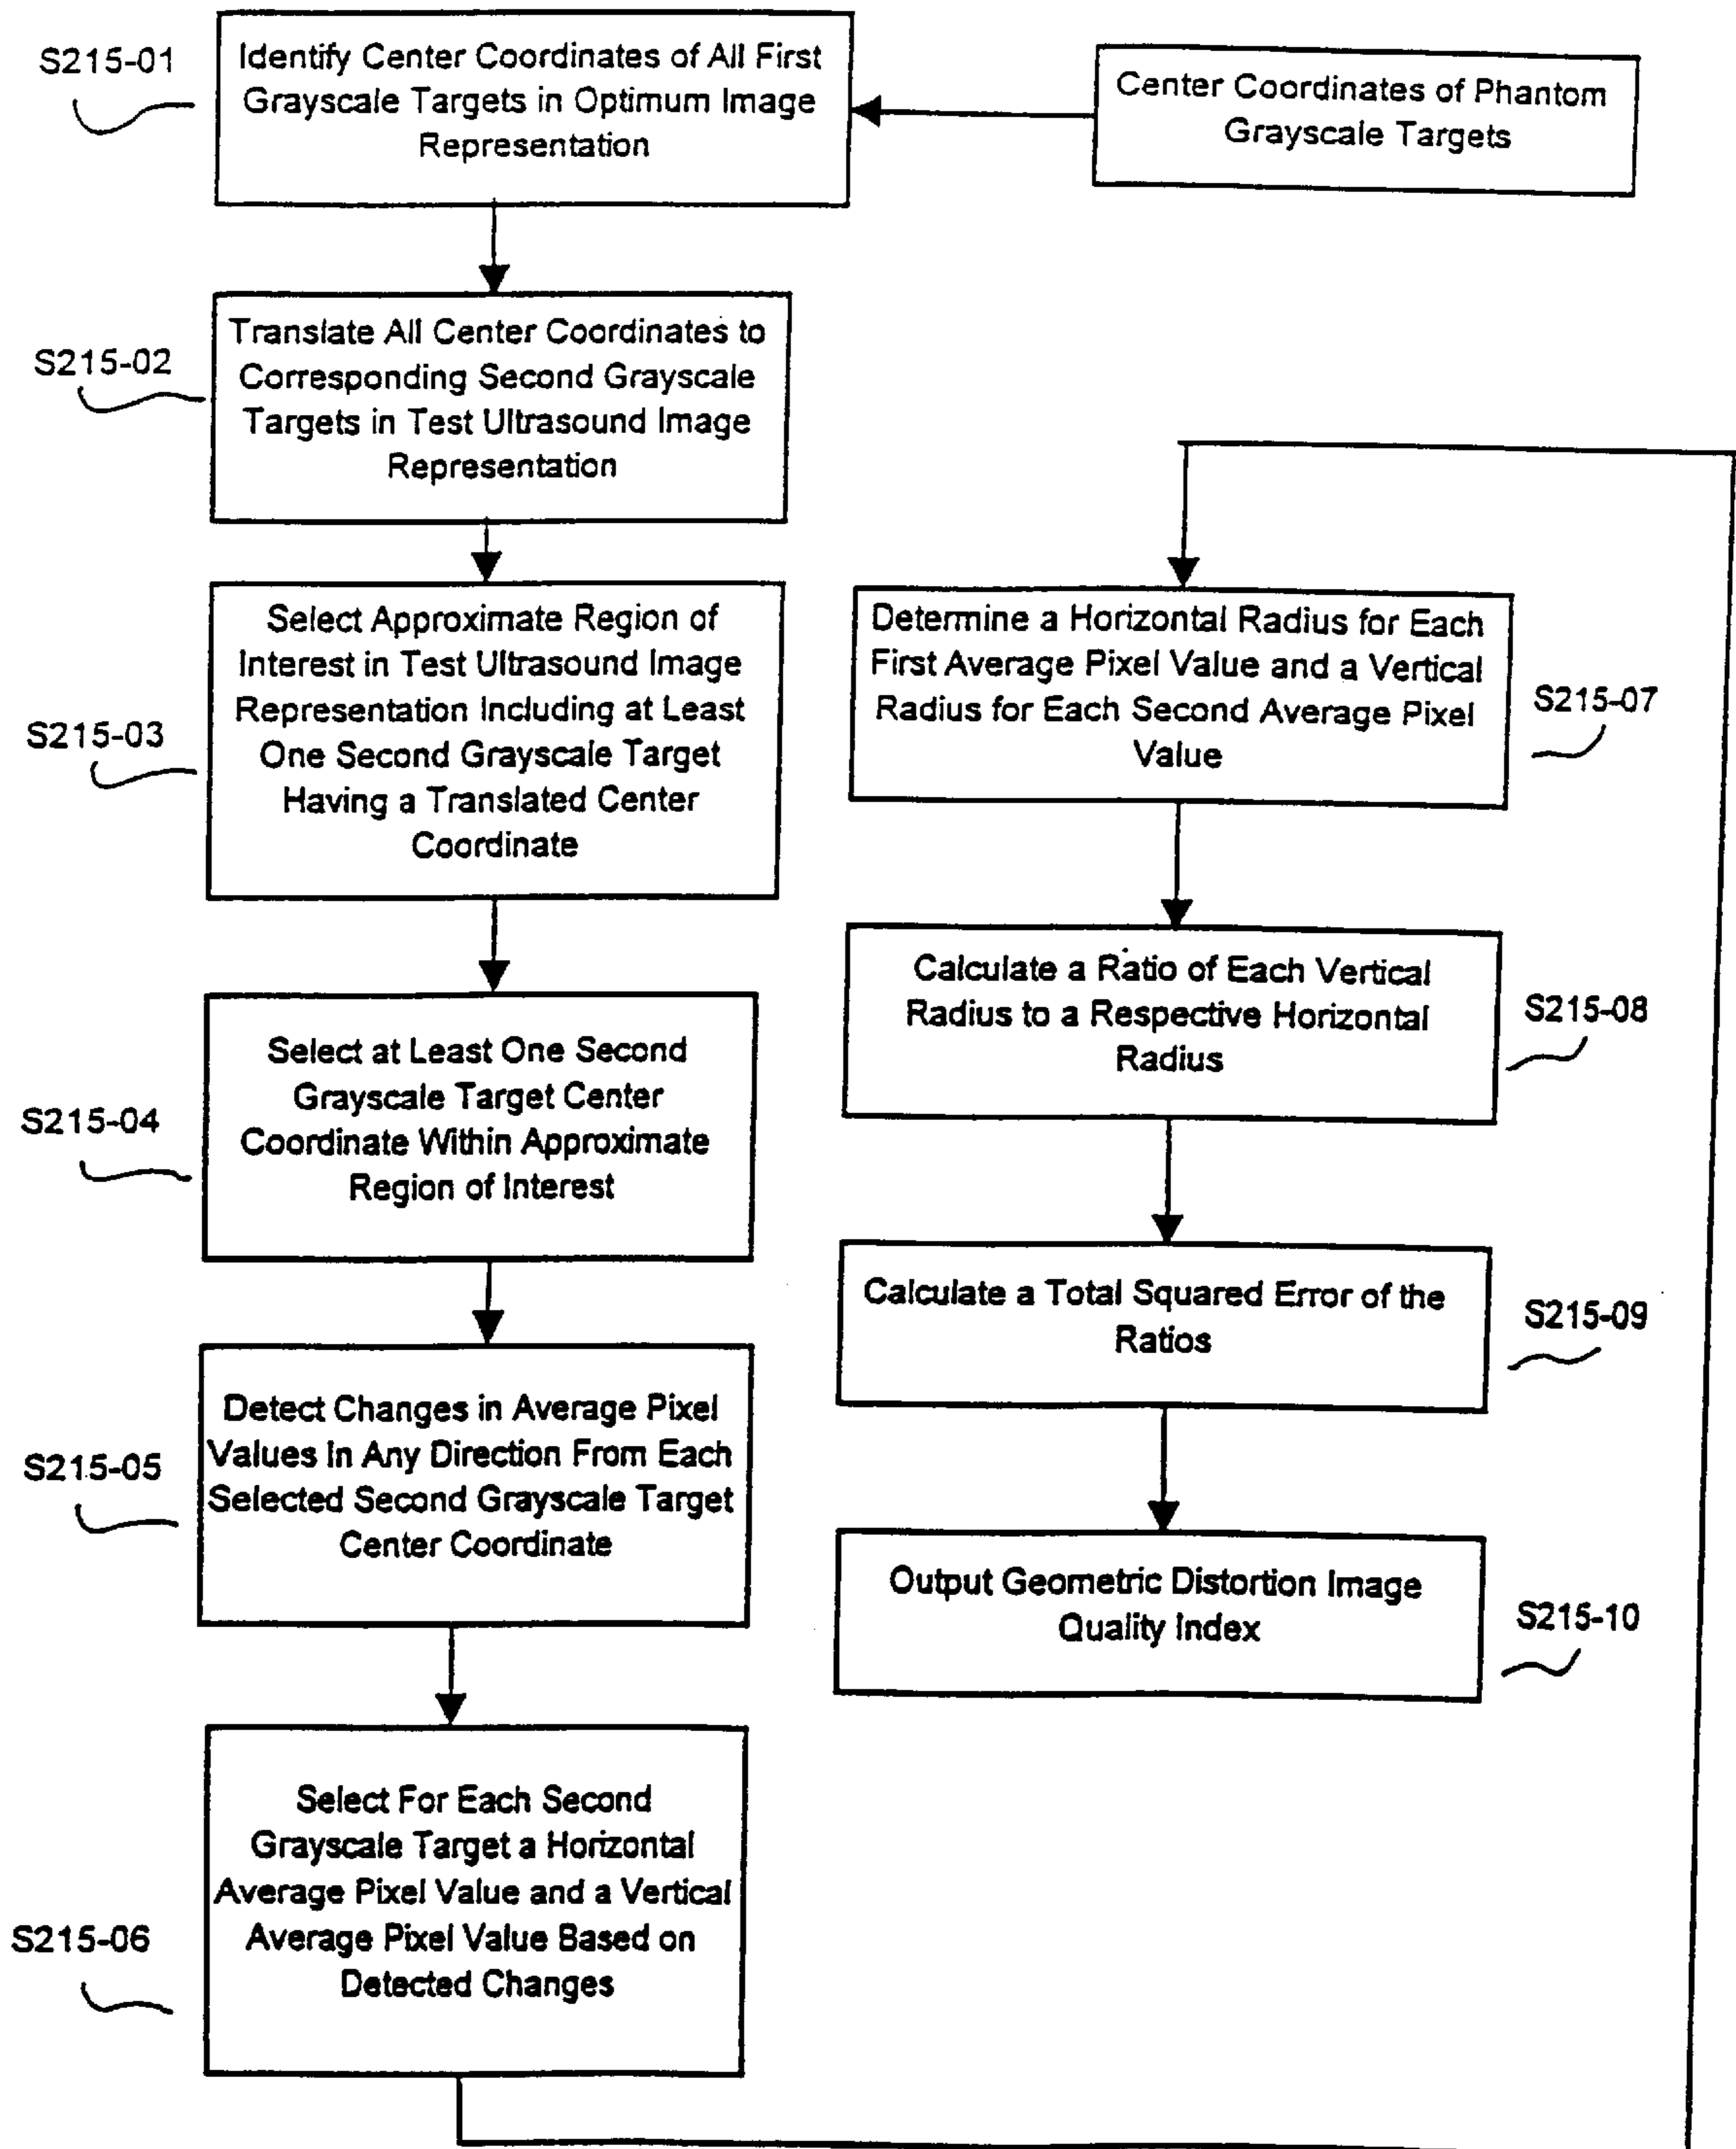 S215-01
Identify Center Coordinates of All First
Grayscale Targets in Optimum Image
Representation
Center Coordinates of Phantom
Grayscale Targets
S215-02
Translate All Center Coordinates to
Corresponding Second Grayscale
Targets in Test Ultrasound Image
Representation
S215-03
Select Approximate Region of
Interest in Test Ultrasound Image
Representation Including at Least
One Second Grayscale Target
Having a Translated Center
Coordinate
S215-04
Select at Least One Second
Grayscale Target Center
Coordinate Within Approximate
Region of Interest
S215-05
Detect Changes in Average Pixel
Values In Any Direction From Each
Selected Second Grayscale Target
Center Coordinate
S215-06
Select For Each Second
Grayscale Target a Horizontal
Average Pixel Value and a Vertical
Average Pixel Value Based on
Detected Changes
Determine a Horizontal Radius for Each
First Average Pixel Value and a Vertical
Radius for Each Second Average Pixel
Value
S215-07
Calculate a Ratio of Each Vertical
Radius to a Respective Horizontal
Radius
S215-08
Calculate a Total Squared Error of the
Ratios
S215-09
Output Geometric Distortion Image
Quality Index
S215-10